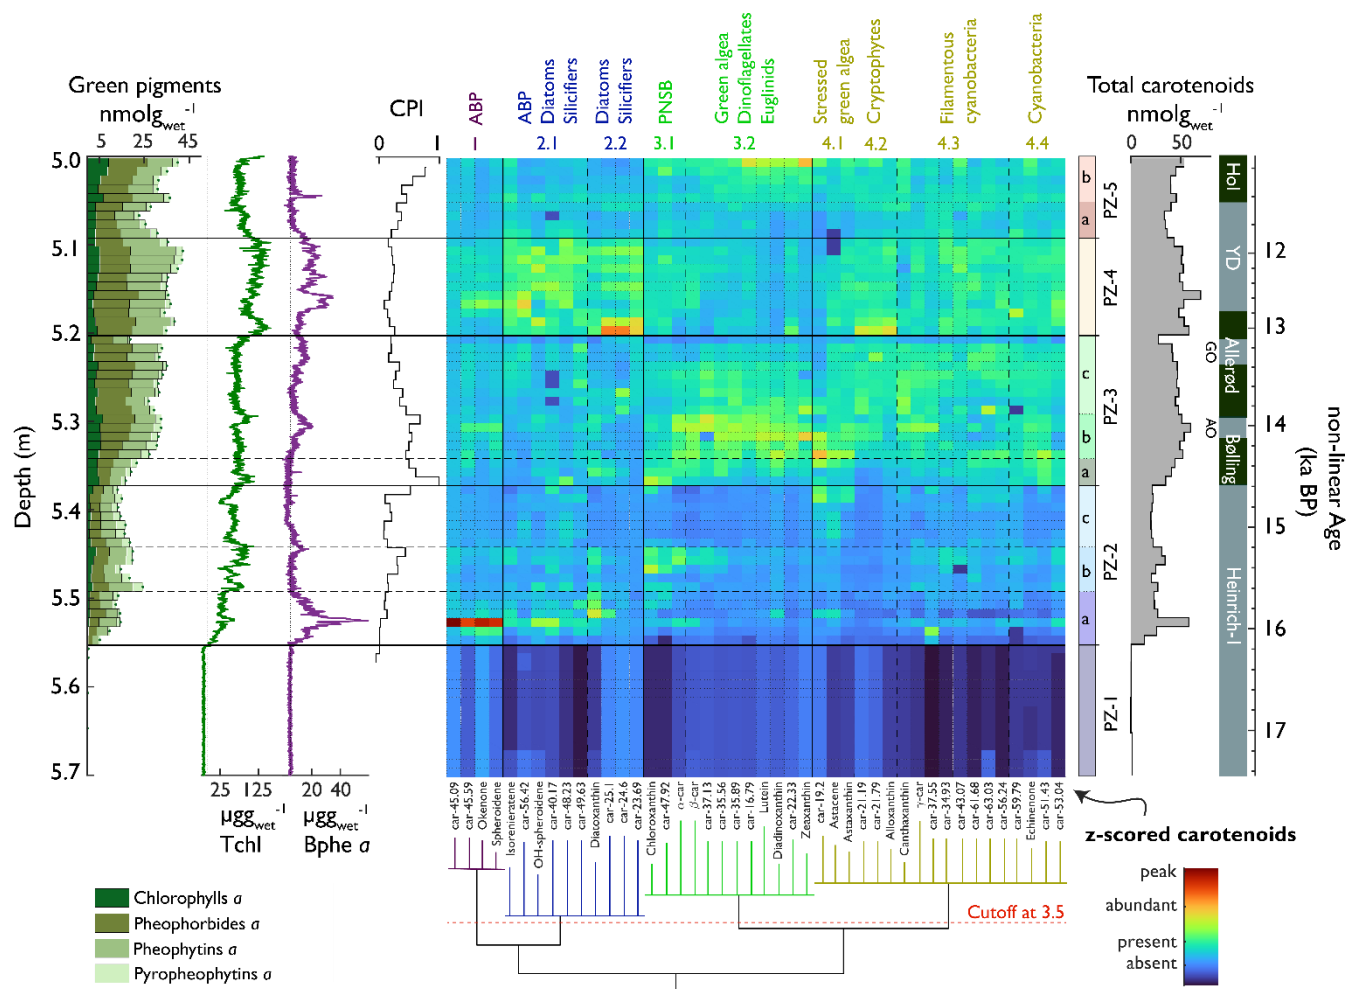 Green pigments
nmolg wet -1
5 25 45
CPI
0 1
ABP
1
ABP
Diatoms
Silicifiers
2.1
Diatoms
Silicifiers
2.2
PNSB
3.1
Green algea
Dinoflagellates
Euglinids
3.2
Stressed
green algea
4.1
Cryptophytes
4.2
Filamentous
cyanobacteria
4.3
Cyanobacteria
4.4
Total carotenoids
nmolg wet -1
0 50
Depth (m)
5.0
5.1
5.2
5.3
5.4
5.5
5.6
5.7
b
a
PZ-5
PZ-4
c
b
a
PZ-3
c
b
a
PZ-2
PZ-1
GO
AO
Hol
YD
Allerød
Bølling
Heinrich-I
12
13
14
15
16
17
non-linear Age
(ka BP)
25 125
µgg wet -1
Tchl
20 40
µgg wet -1
Bphe a
car-45.09
car-45.59
Okenone
Spheroidene
Isorenieratene
car-56.42
OH-spheroidene
car-40.17
car-48.23
car-49.63
Diacoxanthin
car-25.1
car-24.6
car-23.69
Chloroxanthin
car-47.92
α-car
β-car
car-37.13
car-35.56
car-35.89
car-16.79
Lutein
Diadinoxanthin
car-22.33
Zeaxanthin
car-19.2
Astacene
Astaxanthin
car-21.19
car-21.79
Alloxanthin
Canthaxanthin
γ-car
car-37.55
car-34.93
car-43.07
car-61.68
car-63.03
car-56.24
car-59.79
Echinenone
car-51.43
car-53.04
z-scored carotenoids
peak
abundant
present
absent
Cutoff at 3.5
Chlorophylls a
Pheophorbides a
Pheophytins a
Pyropheophytins a